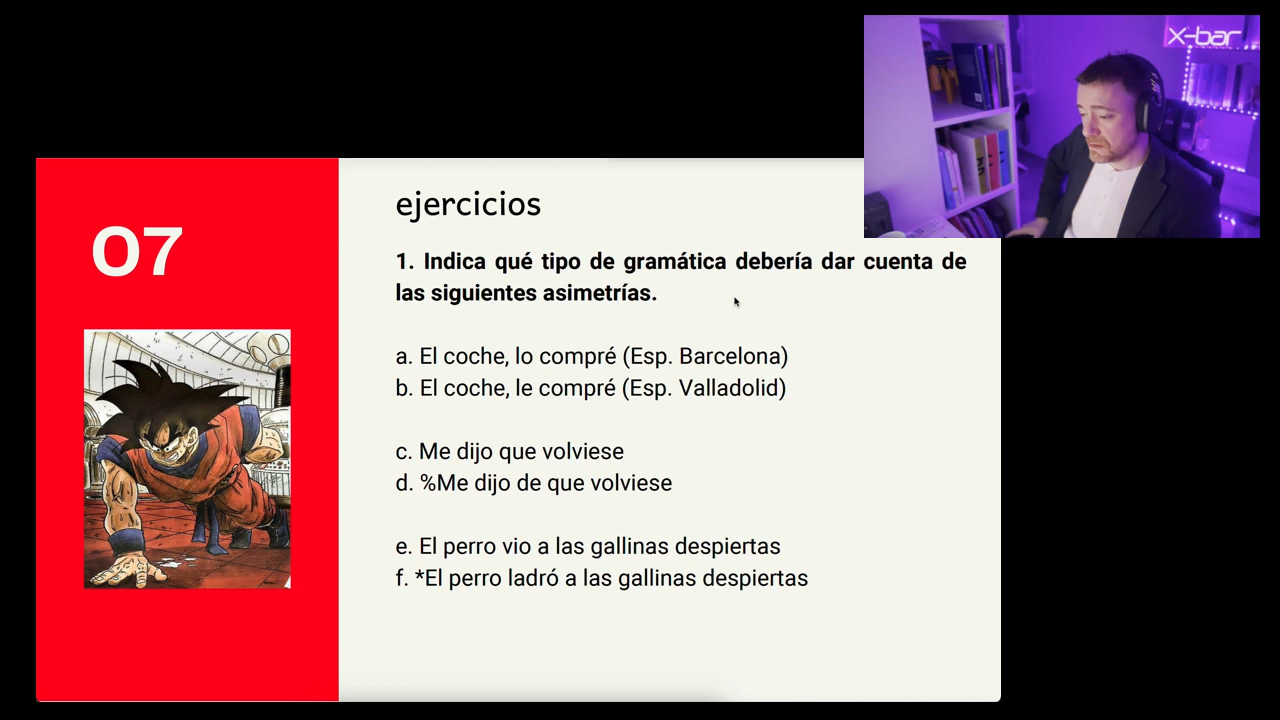 x-bar
07
ejercicios
1. Indica qué tipo de gramática debería dar cuenta de
las siguientes asimetrías.
a. El coche, lo compré (Esp. Barcelona)
b. El coche, le compré (Esp. Valladolid)
c. Me dijo que volviese
d. %Me dijo de que volviese
e. El perro vio a las gallinas despiertas
f. *El perro ladró a las gallinas despiertas